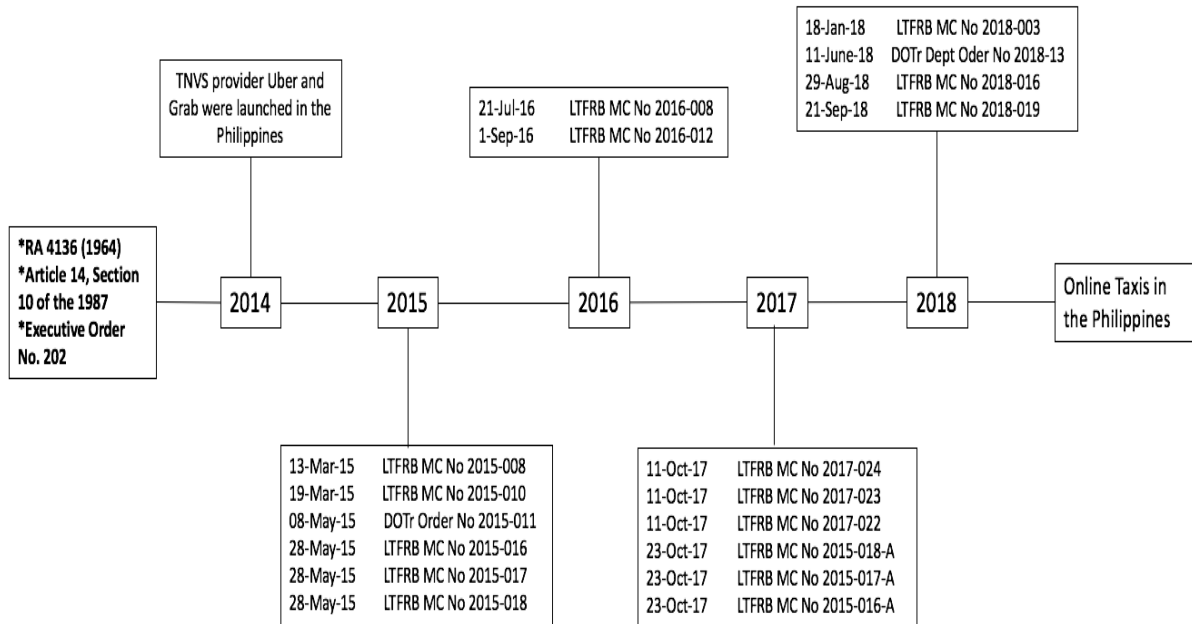 18-Jan-18 LTFRB MC No 2018-003
11-June-18 DOTr Dept Oder No 2018-13
29-Aug-18 LTFRB MC No 2018-016
21-Sep-18 LTFRB MC No 2018-019
TNVS provider Uber and
Grab were launched in the
Philippines
21-Jul-16 LTFRB MC No 2016-008
1-Sep-16 LTFRB MC No 2016-012
*RA 4136 (1964)
*Article 14, Section
10 of the 1987
*Executive Order
No. 202
2014
2015
2016
2017
2018
Online Taxis in
the Philippines
13-Mar-15 LTFRB MC No 2015-008
19-Mar-15 LTFRB MC No 2015-010
08-May-15 DOTr Order No 2015-011
28-May-15 LTFRB MC No 2015-016
28-May-15 LTFRB MC No 2015-017
28-May-15 LTFRB MC No 2015-018
11-Oct-17 LTFRB MC No 2017-024
11-Oct-17 LTFRB MC No 2017-023
11-Oct-17 LTFRB MC No 2017-022
23-Oct-17 LTFRB MC No 2015-018-A
23-Oct-17 LTFRB MC No 2015-017-A
23-Oct-17 LTFRB MC No 2015-016-A